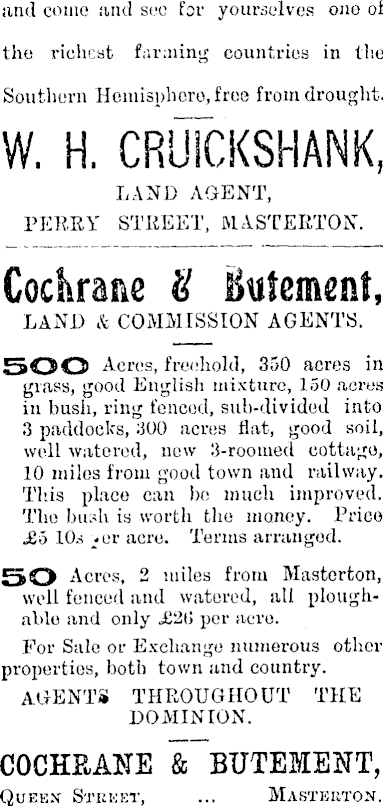 and come and see for yourselves one of
the richest farming countries in the
Southern Hemisphere, free from drought.
W. H. CRUICKSHANK,
LAND AGENT,
PERRY STREET, MASTERTON.
Cochrane & Butement,
LAND & COMMISSION AGENTS.
500 Acres, freehold, 350 acres in
grass, good English mixture, 150 acres
in bush, ring fenced, sub-divided into
3 paddocks, 300 acres flat, good soil,
well watered, new 3-roomed cottage,
10 miles from good town and railway.
This place can be much improved.
The bush is worth the money. Price
£5 10s per acre. Terms arranged.
50 Acres, 2 miles from Masterton,
well fenced and watered, all plough-
able and only £26 per acre.
For Sale or Exchange numerous other
properties, both town and country.
AGENTS THROUGHOUT THE
DOMINION.
COCHRANE & BUTEMENT,
QUEEN STREET, ... MASTERTON.